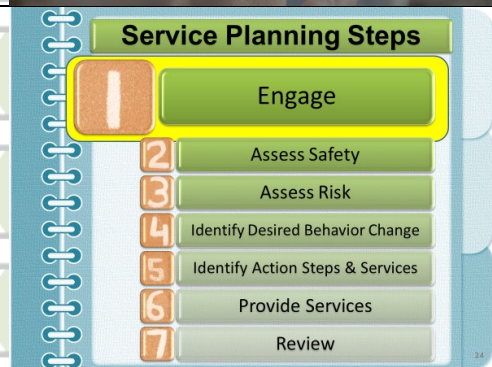 Service Planning Steps
1 Engage
2 Assess Safety
3 Assess Risk
4 Identify Desired Behavior Change
5 Identify Action Steps & Services
6 Provide Services
7 Review
24